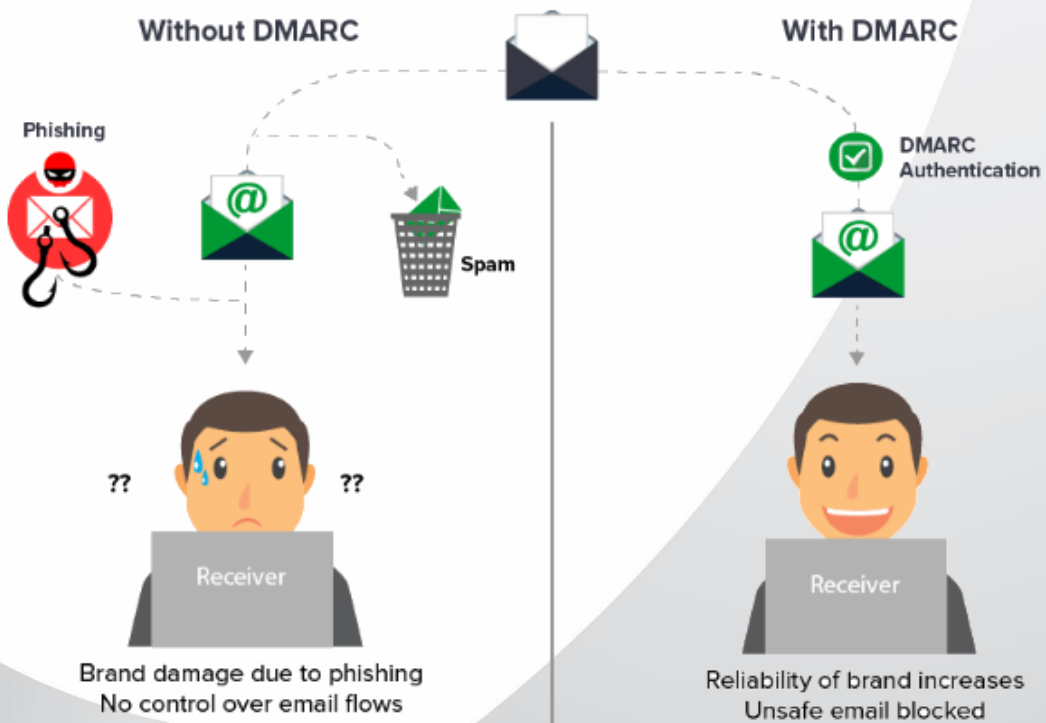 Without DMARC
With DMARC
Phishing
@
Spam
DMARC
Authentication
@
??
??
Receiver
Brand damage due to phishing
No control over email flows
Receiver
Reliability of brand increases
Unsafe email blocked